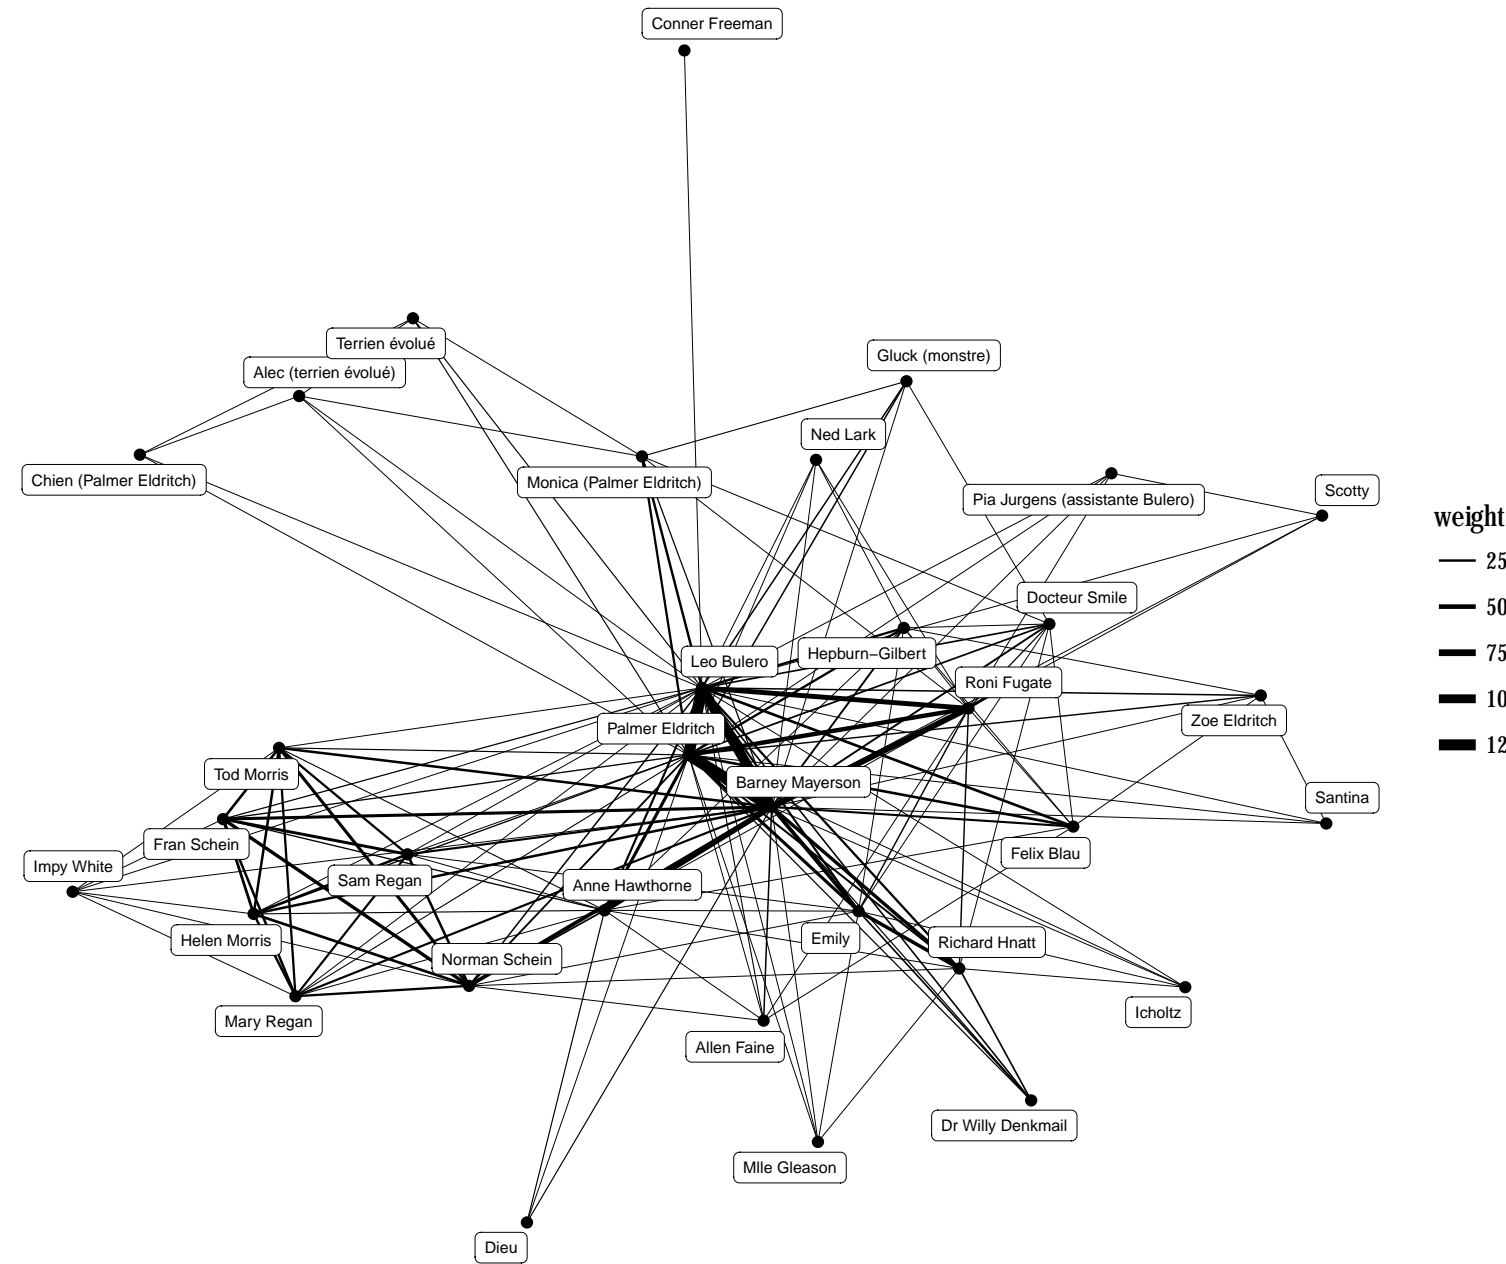 Conner Freeman
Terrien évolué
Gluck (monstre)
Alec (terrien évolué)
Ned Lark
Chien (Palmer Eldritch)
Monica (Palmer Eldritch)
Pia Jurgens (assistante Bulero)
Scotty
weight
25
50
75
10
12
Docteur Smile
Leo Bulero
Hepburn−Gilbert
Roni Fugate
Palmer Eldritch
Zoe Eldritch
Tod Morris
Barney Mayerson
Santina
Fran Schein
Felix Blau
Impy White
Sam Regan
Anne Hawthorne
Helen Morris
Emily
Richard Hnatt
Norman Schein
Mary Regan
Icholtz
Allen Faine
Dr Willy Denkmail
Mlle Gleason
Dieu